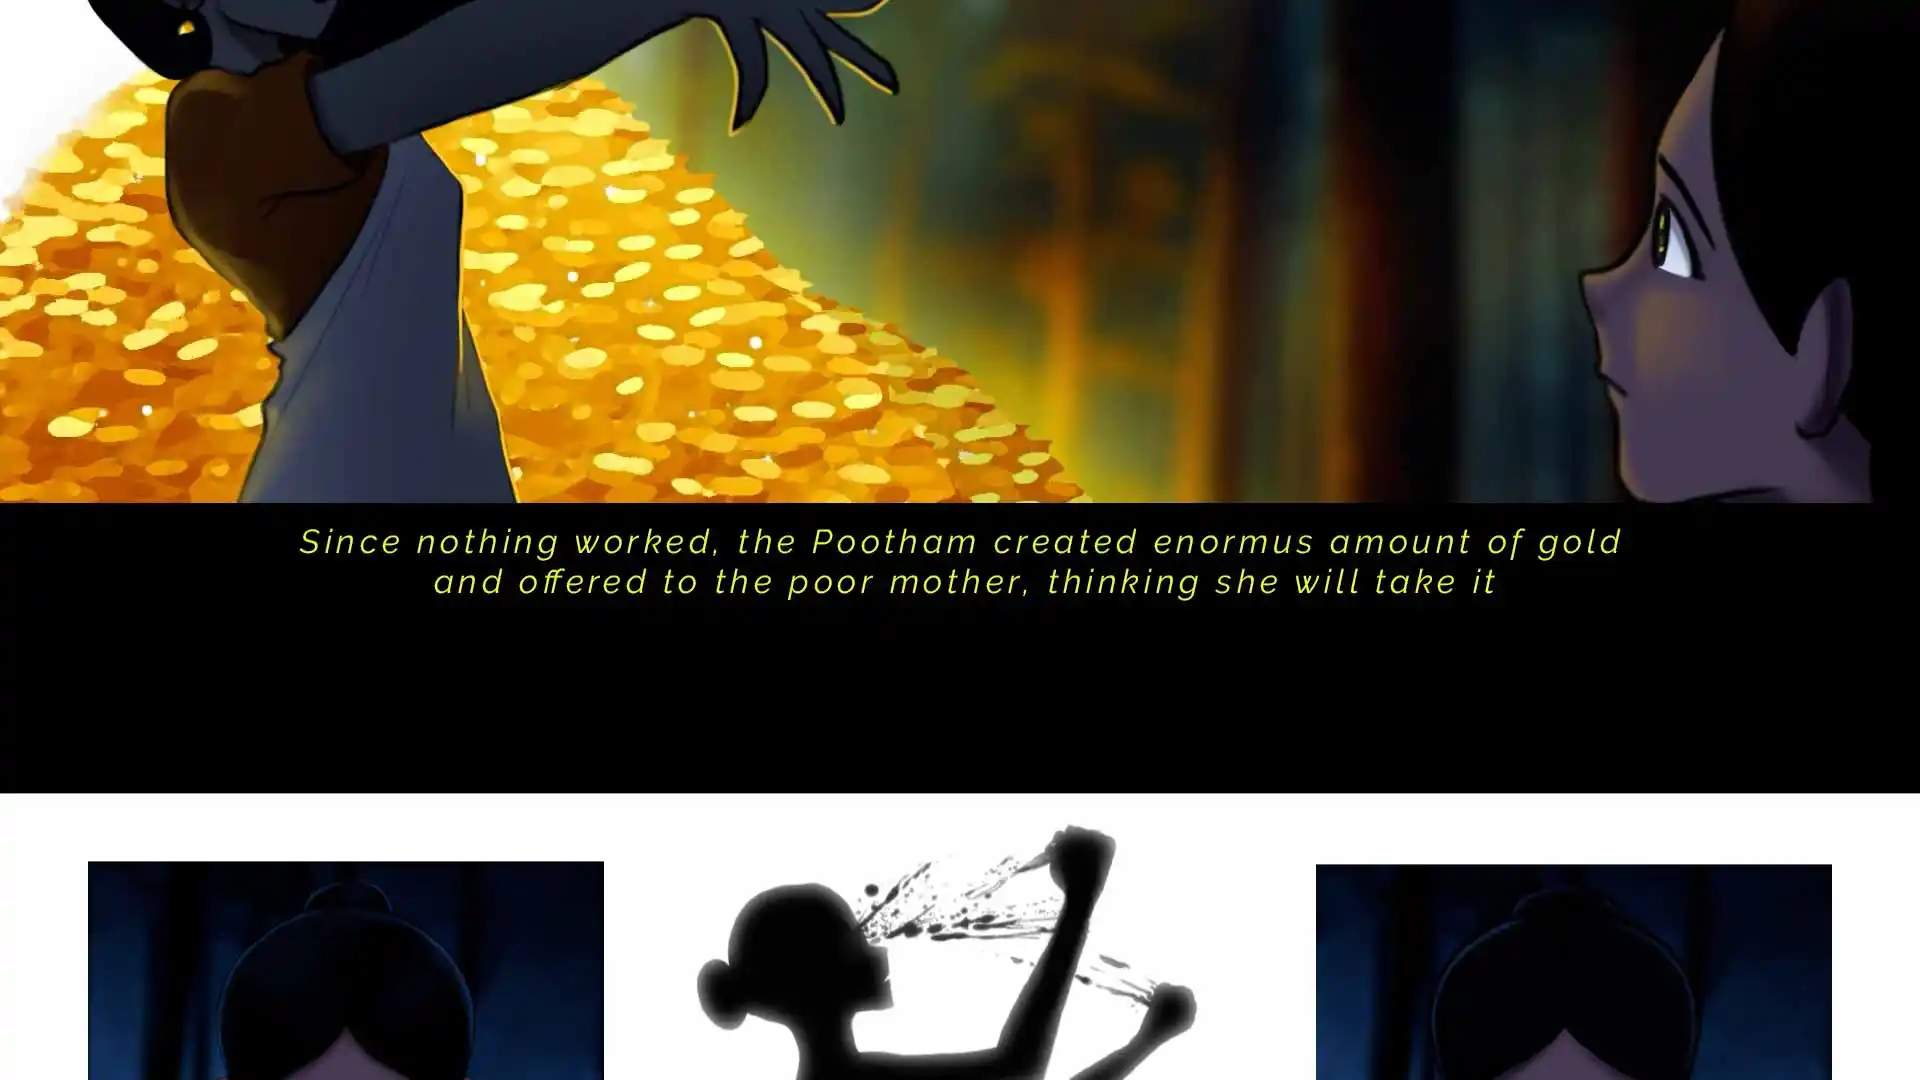 Since nothing worked, the Pootham created enormus amount of gold
and offered to the poor mother, thinking she will take it